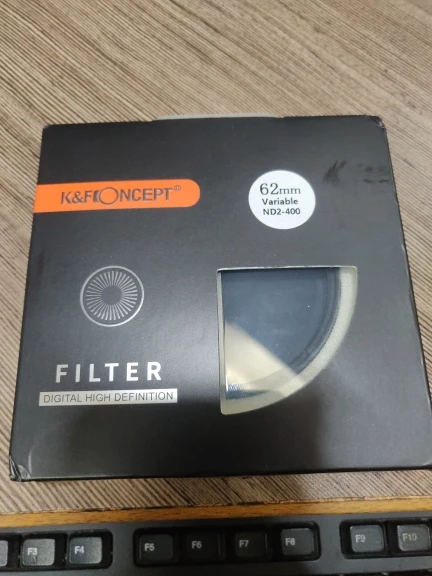 K&F CONCEPT®
62mm
Variable
ND2-400
FILTER
DIGITAL HIGH DEFINITION
F3 F4 F5 F6 F7 F8 F9 F10